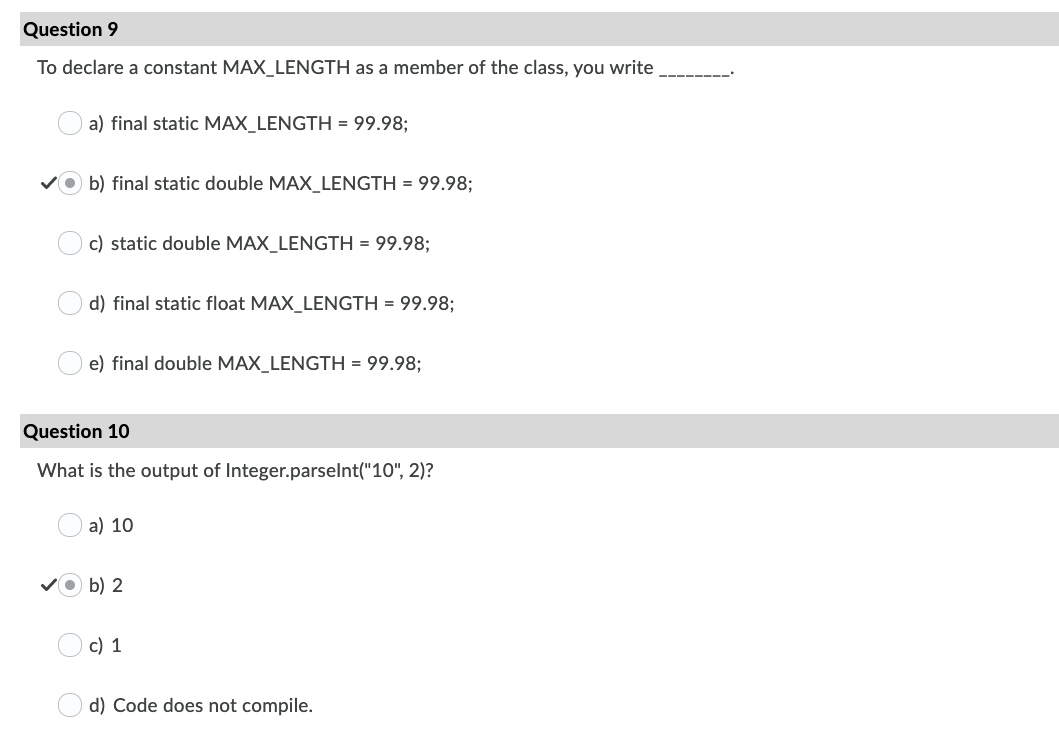 Question 9
To declare a constant MAX_LENGTH as a member of the class, you write ________.
a) final static MAX_LENGTH = 99.98;
b) final static double MAX_LENGTH = 99.98;
c) static double MAX_LENGTH = 99.98;
d) final static float MAX_LENGTH = 99.98;
e) final double MAX_LENGTH = 99.98;
Question 10
What is the output of Integer.parseInt("10", 2)?
a) 10
b) 2
c) 1
d) Code does not compile.